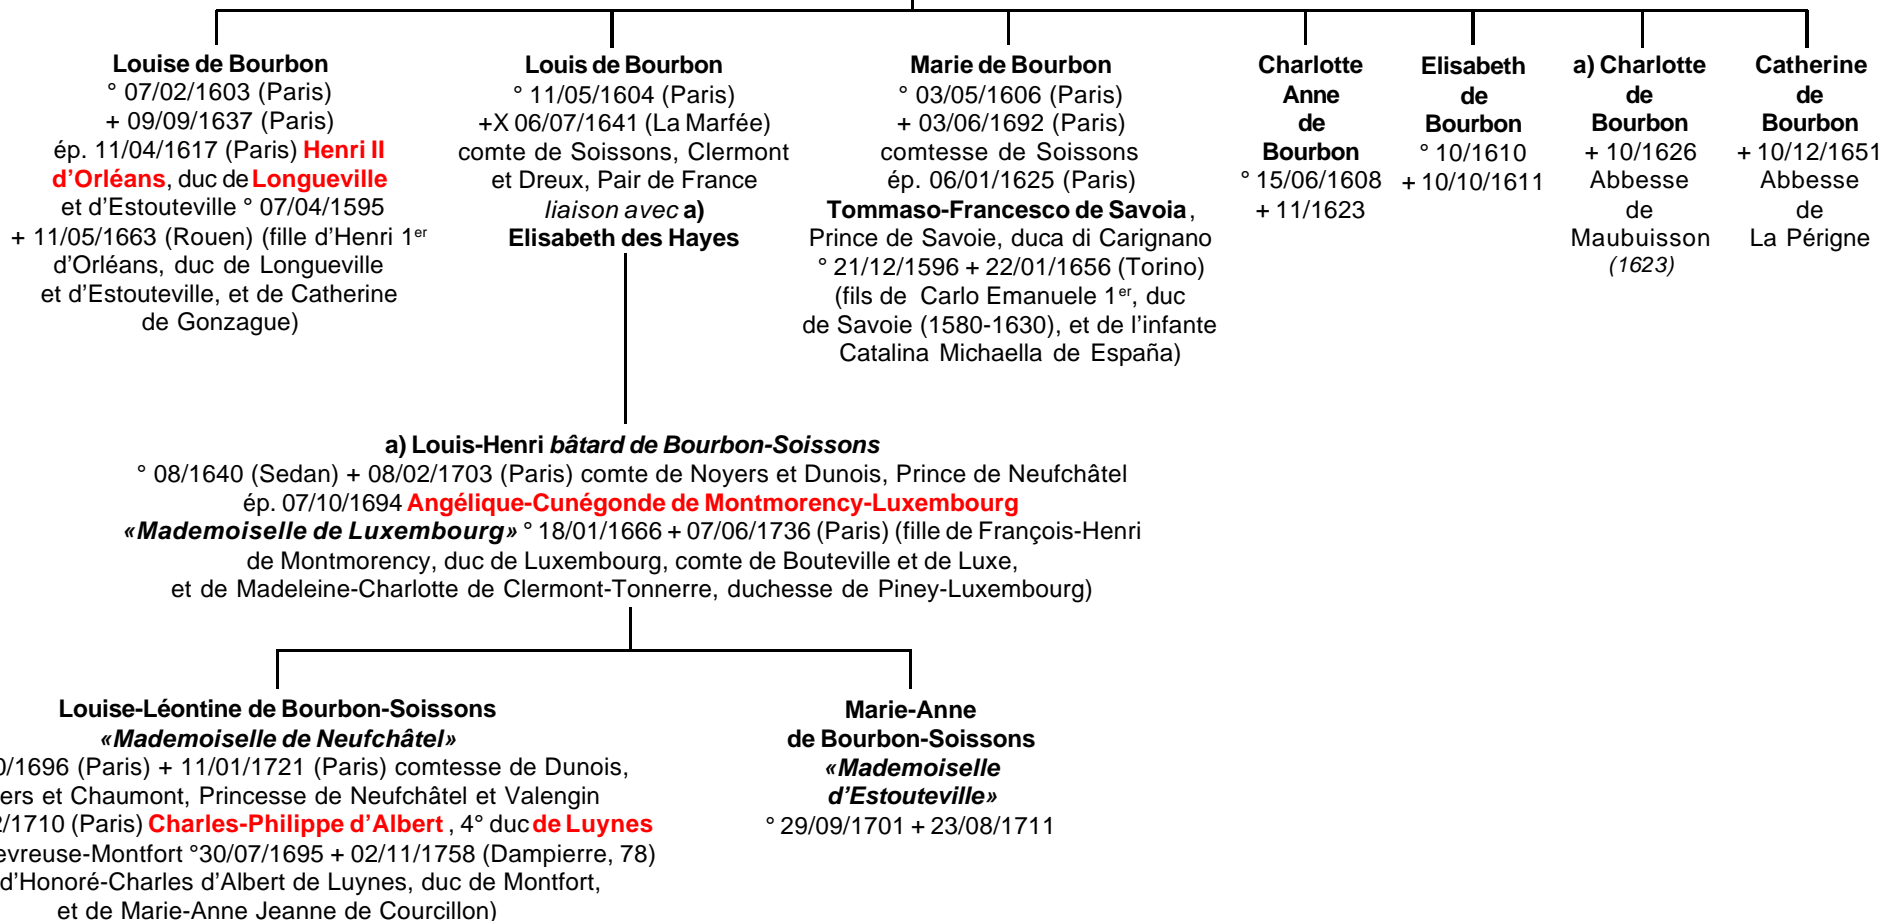 Louise de Bourbon
° 07/02/1603 (Paris)
+ 09/09/1637 (Paris)
ép. 11/04/1617 (Paris) Henri II
d’Orléans, duc de Longueville
et d’Estouteville ° 07/04/1595
+ 11/05/1663 (Rouen) (fille d’Henri 1er
d’Orléans, duc de Longueville
et d’Estouteville, et de Catherine
de Gonzague)
Louis de Bourbon
° 11/05/1604 (Paris)
+X 06/07/1641 (La Marfée)
comte de Soissons, Clermont
et Dreux, Pair de France
liaison avec a)
Elisabeth des Hayes
Marie de Bourbon
° 03/05/1606 (Paris)
+ 03/06/1692 (Paris)
comtesse de Soissons
ép. 06/01/1625 (Paris)
Tommaso-Francesco de Savoia,
Prince de Savoie, duca di Carignano
° 21/12/1596 + 22/01/1656 (Torino)
(fils de Carlo Emanuele 1er, duc
de Savoie (1580-1630), et de l’infante
Catalina Michaella de España)
Charlotte
Anne
de
Bourbon
° 15/06/1608
+ 11/1623
Elisabeth
de
Bourbon
° 10/1610
+ 10/10/1611
a) Charlotte
de
Bourbon
+ 10/1626
Abbesse
de
Maubuisson
(1623)
Catherine
de
Bourbon
+ 10/12/1651
Abbesse
de
La Périgne
a) Louis-Henri bâtard de Bourbon-Soissons
° 08/1640 (Sedan) + 08/02/1703 (Paris) comte de Noyers et Dunois, Prince de Neufchâtel
ép. 07/10/1694 Angélique-Cunégonde de Montmorency-Luxembourg
«Mademoiselle de Luxembourg» ° 18/01/1666 + 07/06/1736 (Paris) (fille de François-Henri
de Montmorency, duc de Luxembourg, comte de Bouteville et de Luxe,
et de Madeleine-Charlotte de Clermont-Tonnerre, duchesse de Piney-Luxembourg)
Louise-Léontine de Bourbon-Soissons
«Mademoiselle de Neufchâtel»
0/1696 (Paris) + 11/01/1721 (Paris) comtesse de Dunois,
ers et Chaumont, Princesse de Neufchâtel et Valengin
2/1710 (Paris) Charles-Philippe d’Albert, 4° duc de Luynes
evreuse-Montfort °30/07/1695 + 02/11/1758 (Dampierre, 78)
d’Honoré-Charles d’Albert de Luynes, duc de Montfort,
et de Marie-Anne Jeanne de Courcillon)
Marie-Anne
de Bourbon-Soissons
«Mademoiselle
d’Estouteville»
° 29/09/1701 + 23/08/1711